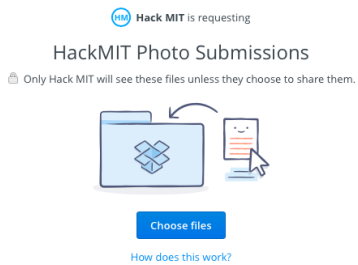 HM Hack MIT is requesting
HackMIT Photo Submissions
Only Hack MIT will see these files unless they choose to share them.
Choose files
How does this work?